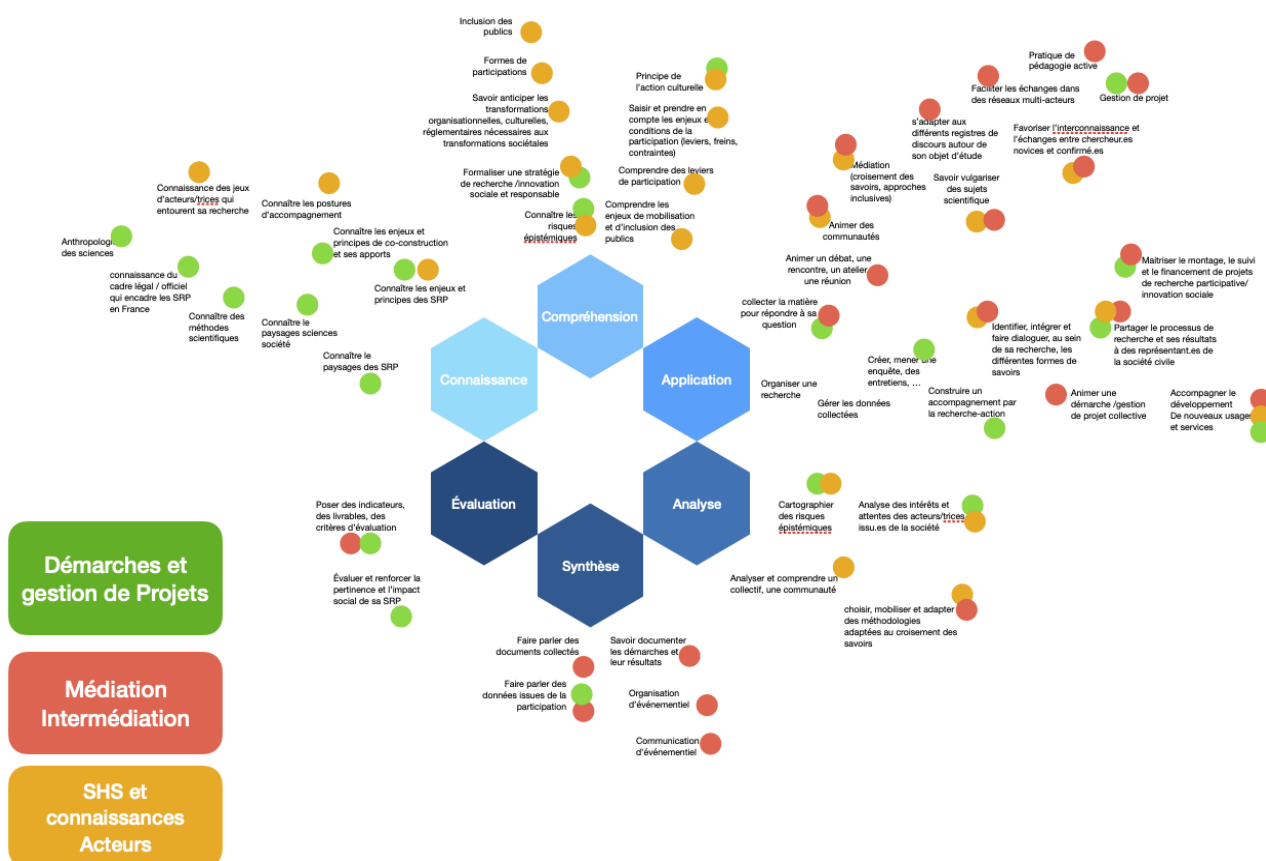 Inclusion des
publics
Formes de
participations
Savoir anticiper les
transformations
organisationnelles, culturelles,
réglementaires nécessaires aux
transformations sociétales
Formaliser une stratégie
de recherche /innovation
sociale et responsable
Connaître les
risques
épistémiques
Principe de
l'action culturelle
Saisir et prendre en
compte les enjeux et
conditions de la
participation (leviers, freins,
contraintes)
Comprendre des leviers
de participation
Comprendre les
enjeux de mobilisation
et d'inclusion des
publics
Pratique de
pédagogie active
Faciliter les échanges dans
des réseaux multi-acteurs
Gestion de projet
s'adapter aux
différents registres de
discours autour de
son objet d'étude
Favoriser l'interconnaissance et
l'échanges entre chercheur.es
novices et confirmé.es
Médiation
(croisement des
savoirs, approches
inclusives)
Savoir vulgariser
des sujets
scientifique
Animer des
communautés
Animer un débat, une
rencontre, un atelier,
une réunion
Maitriser le montage, le suivi
et le financement de projets
de recherche participative/
innovation sociale
collecter la matière
pour répondre à sa
question
Identifier, intégrer et
faire dialoguer, au sein
de sa recherche, les
différentes formes de
savoirs
Partager le processus de
recherche et ses résultats
à des représentant.es de
la société civile
Créer, mener une
enquête, des
entretiens, …
Organiser une
recherche
Gérer les données
collectées
Construire un
accompagnement par
la recherche-action
Animer une
démarche /gestion
de projet collective
Accompagner le
développement
De nouveaux usages
et services
Connaissance des jeux
d'acteurs/trices qui
entourent sa recherche
Connaître les postures
d'accompagnement
Anthropologie
des sciences
Connaître les enjeux et
principes de co-construction
et ses apports
connaissance du
cadre légal / officiel
qui encadre les SRP
en France
Connaître les enjeux et
principes des SRP
Connaître des
méthodes
scientifiques
Connaître le
paysages sciences
société
Connaître le
paysages des SRP
Compréhension
Connaissance
Application
Évaluation
Analyse
Synthèse
Poser des indicateurs,
des livrables, des
critères d'évaluation
Évaluer et renforcer la
pertinence et l'impact
social de sa SRP
Cartographier
des risques
épistémiques
Analyse des intérêts et
attentes des acteurs/trices
issu.es de la société
Analyser et comprendre un
collectif, une communauté
choisir, mobiliser et adapter
des méthodologies
adaptées au croisement des
savoirs
Faire parler des
documents collectés
Savoir documenter
les démarches et
leur résultats
Faire parler des
données issues de la
participation
Organisation
d'événementiel
Communication
d'événementiel
Démarches et
gestion de Projets
Médiation
Intermédiation
SHS et
connaissances
Acteurs